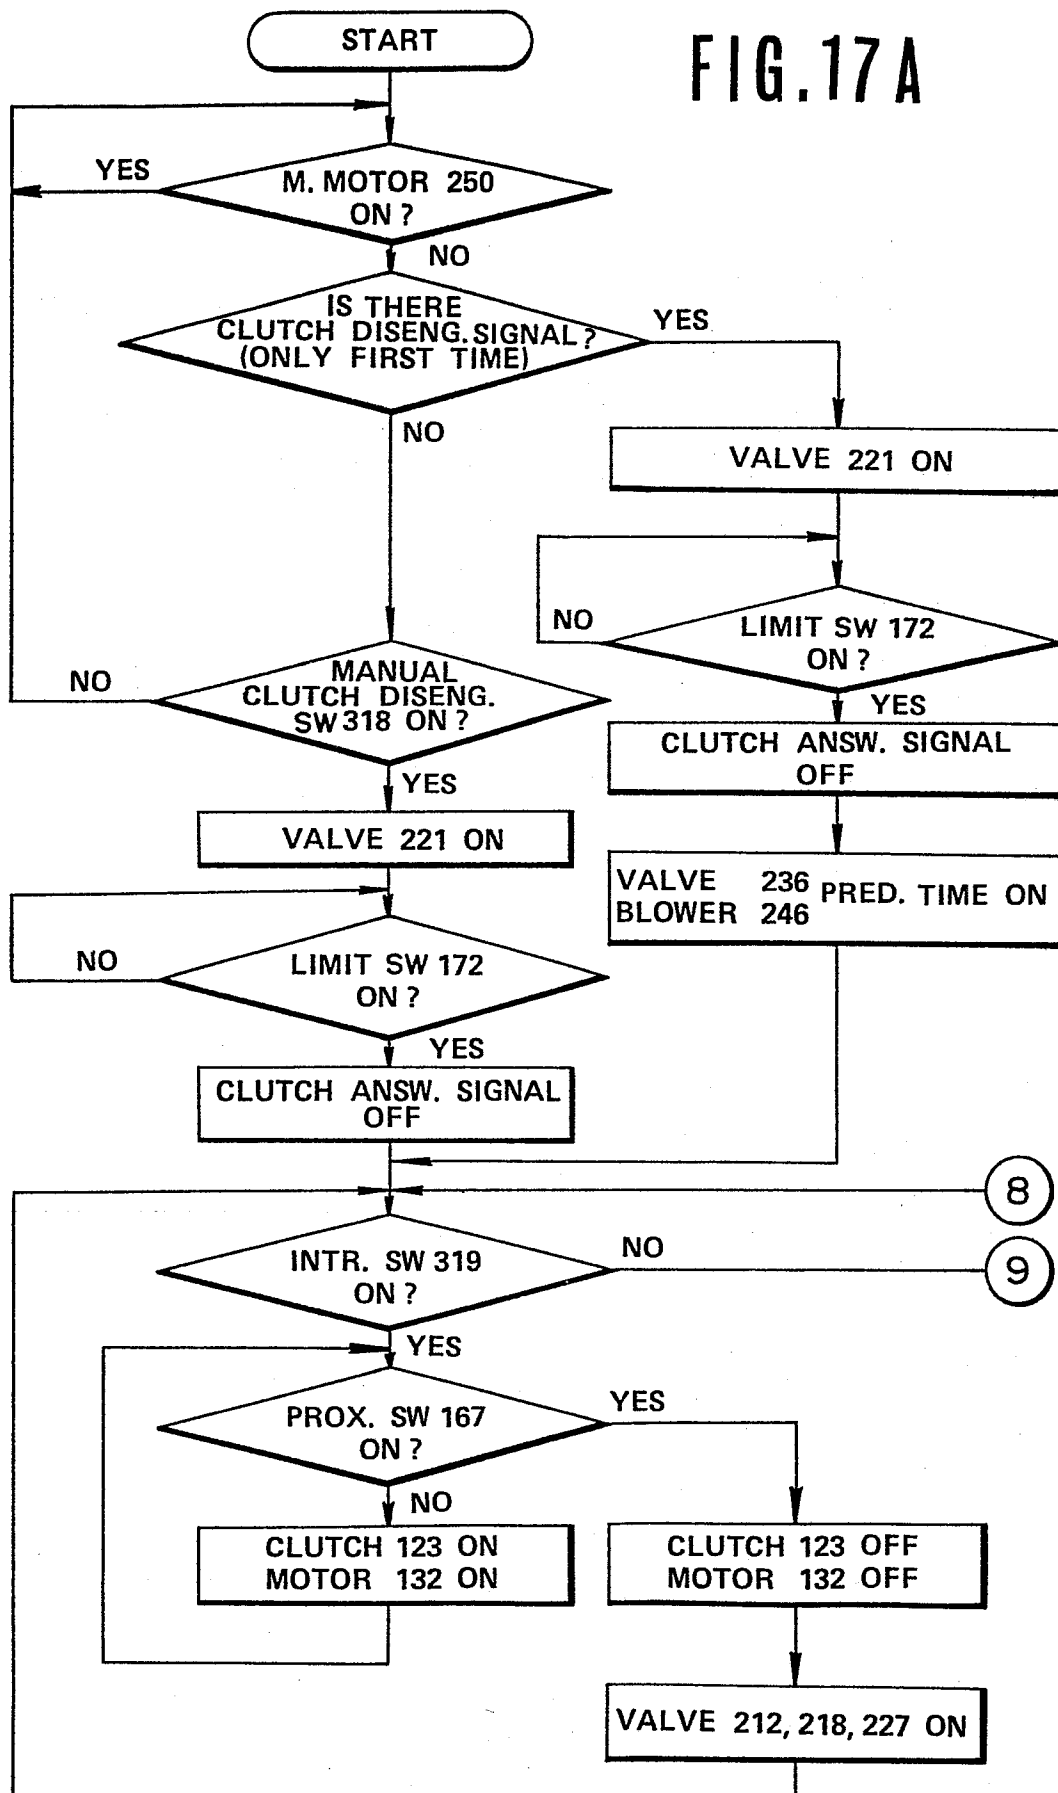 START
FIG.17A
YES
M. MOTOR 250
ON ?
NO
IS THERE
CLUTCH DISENG. SIGNAL ?
(ONLY FIRST TIME)
YES
NO
VALVE 221 ON
NO
LIMIT SW 172
ON ?
YES
CLUTCH ANSW. SIGNAL
OFF
VALVE 236
BLOWER 246
PRED. TIME ON
NO
MANUAL
CLUTCH DISENG.
SW 318 ON ?
YES
VALVE 221 ON
NO
LIMIT SW 172
ON ?
YES
CLUTCH ANSW. SIGNAL
OFF
8
INTR. SW 319
ON ?
NO
9
YES
PROX. SW 167
ON ?
YES
NO
CLUTCH 123 ON
MOTOR 132 ON
CLUTCH 123 OFF
MOTOR 132 OFF
VALVE 212, 218, 227 ON